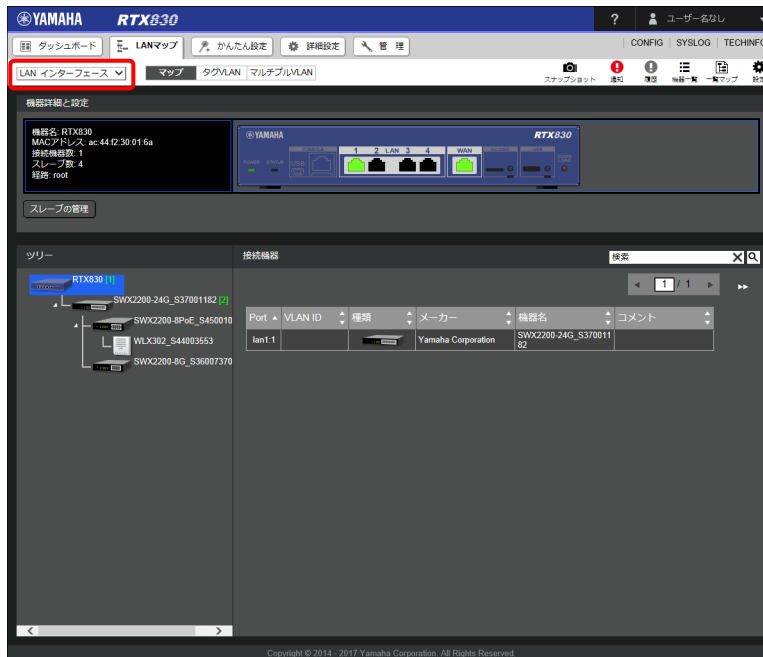 YAMAHA RTX830 ? ユーザー名なし
ダッシュボード LANマップ かんたん設定 詳細設定 管 理 CONFIG SYSLOG TECHINFO
LAN インターフェース マップ タグVLAN マルチプルVLAN
スナップショット 通知 履歴 機器一覧 一覧マップ
機器詳細と設定
機器名: RTX830
MACアドレス: ac:44:f2:30:01:6a
接続機器数: 1
スレーブ数: 4
経路: root
YAMAHA RTX830
1 2 LAN 3 4 WAN
POWER STATUS USB
スレーブの管理
ツリー
RTX830 [1]
SWX2200-24G_S37001182 [2]
SWX2200-8PoE_S450010
WLX302_S44003553
SWX2200-8G_S36007370
接続機器 検索
1 / 1
Port VLAN ID 種類 メーカー 機器名 コメント
lan1:1 Yamaha Corporation SWX2200-24G_S370011
82
Copyright © 2014 - 2017 Yamaha Corporation. All Rights Reserved.